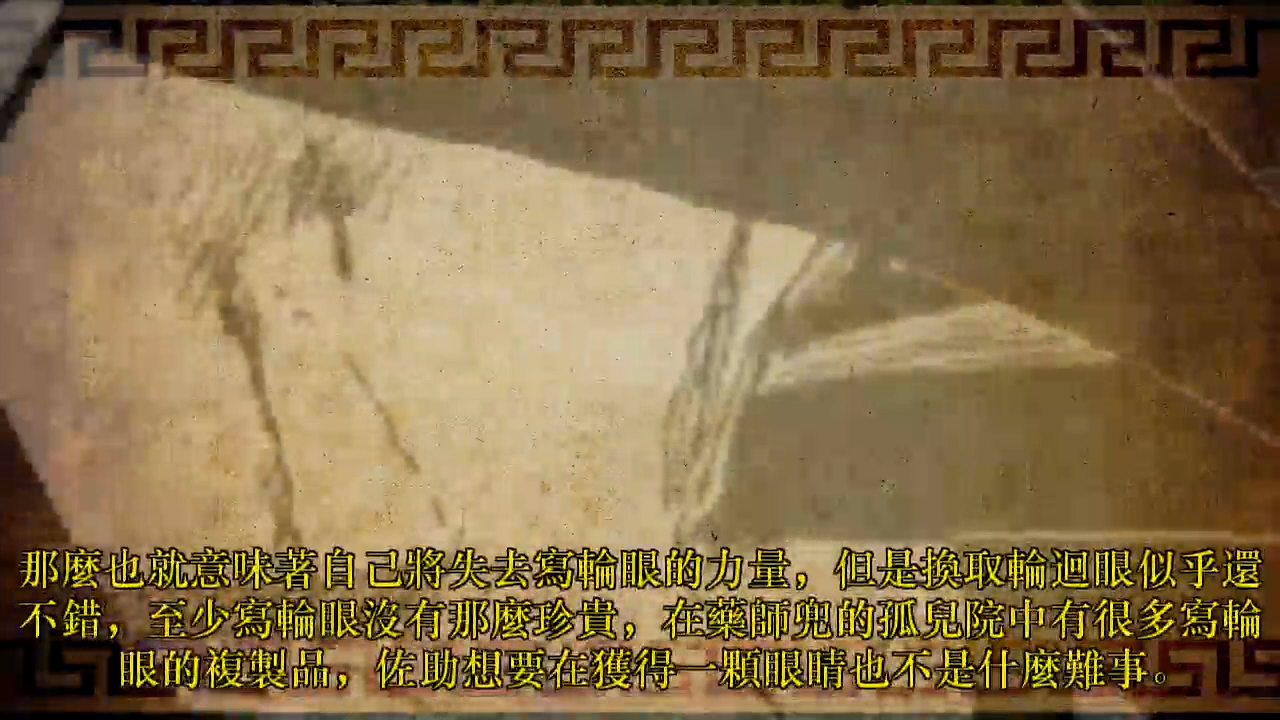 那麼也就意味著自己將失去寫輪眼的力量，但是換取輪迴眼似乎還
不錯，至少寫輪眼沒有那麼珍貴，在藥師兜的孤兒院中有很多寫輪
眼的複製品，佐助想要在獲得一顆眼睛也不是什麼難事。